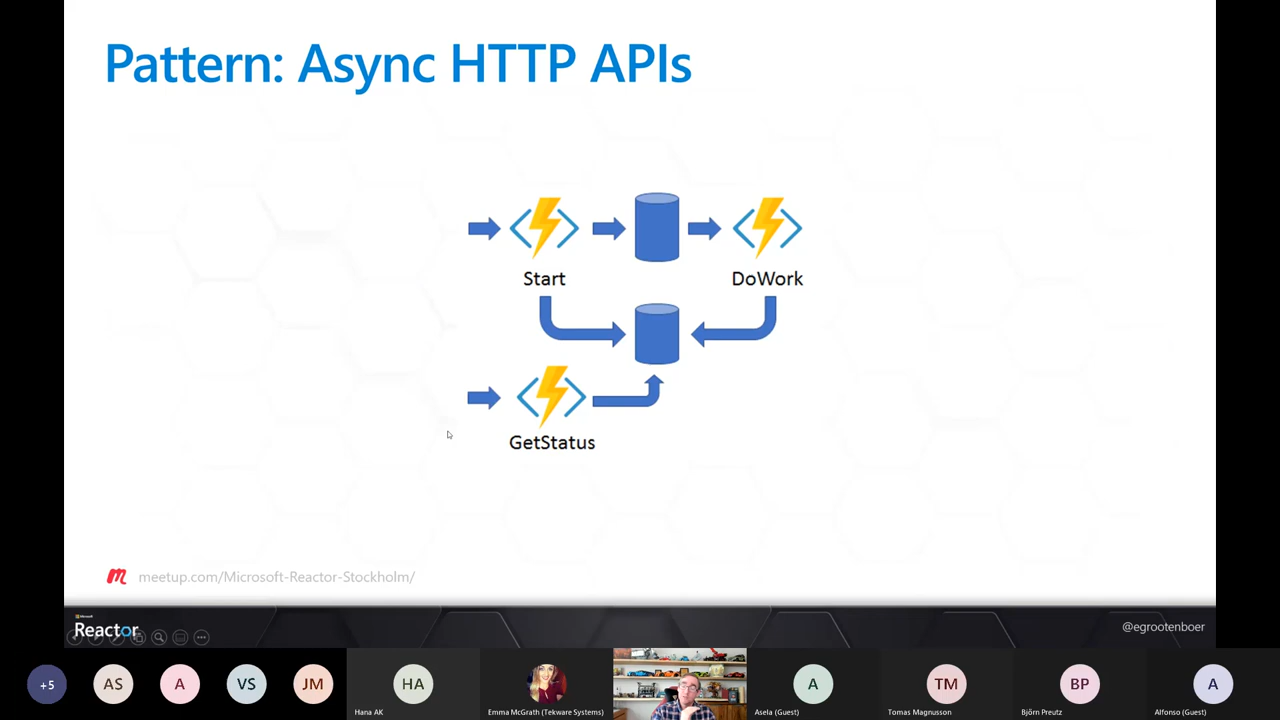 Pattern: Async HTTP APIs
Start
DoWork
GetStatus
meetup.com/Microsoft-Reactor-Stockholm/
Microsoft
Reactor
@egrootenboer
+5
AS
A
VS
JM
HA
A
TM
BP
A
Hana AK
Emma McGrath (Tekware Systems)
Asela (Guest)
Tomas Magnusson
Björn Preutz
Alfonso (Guest)